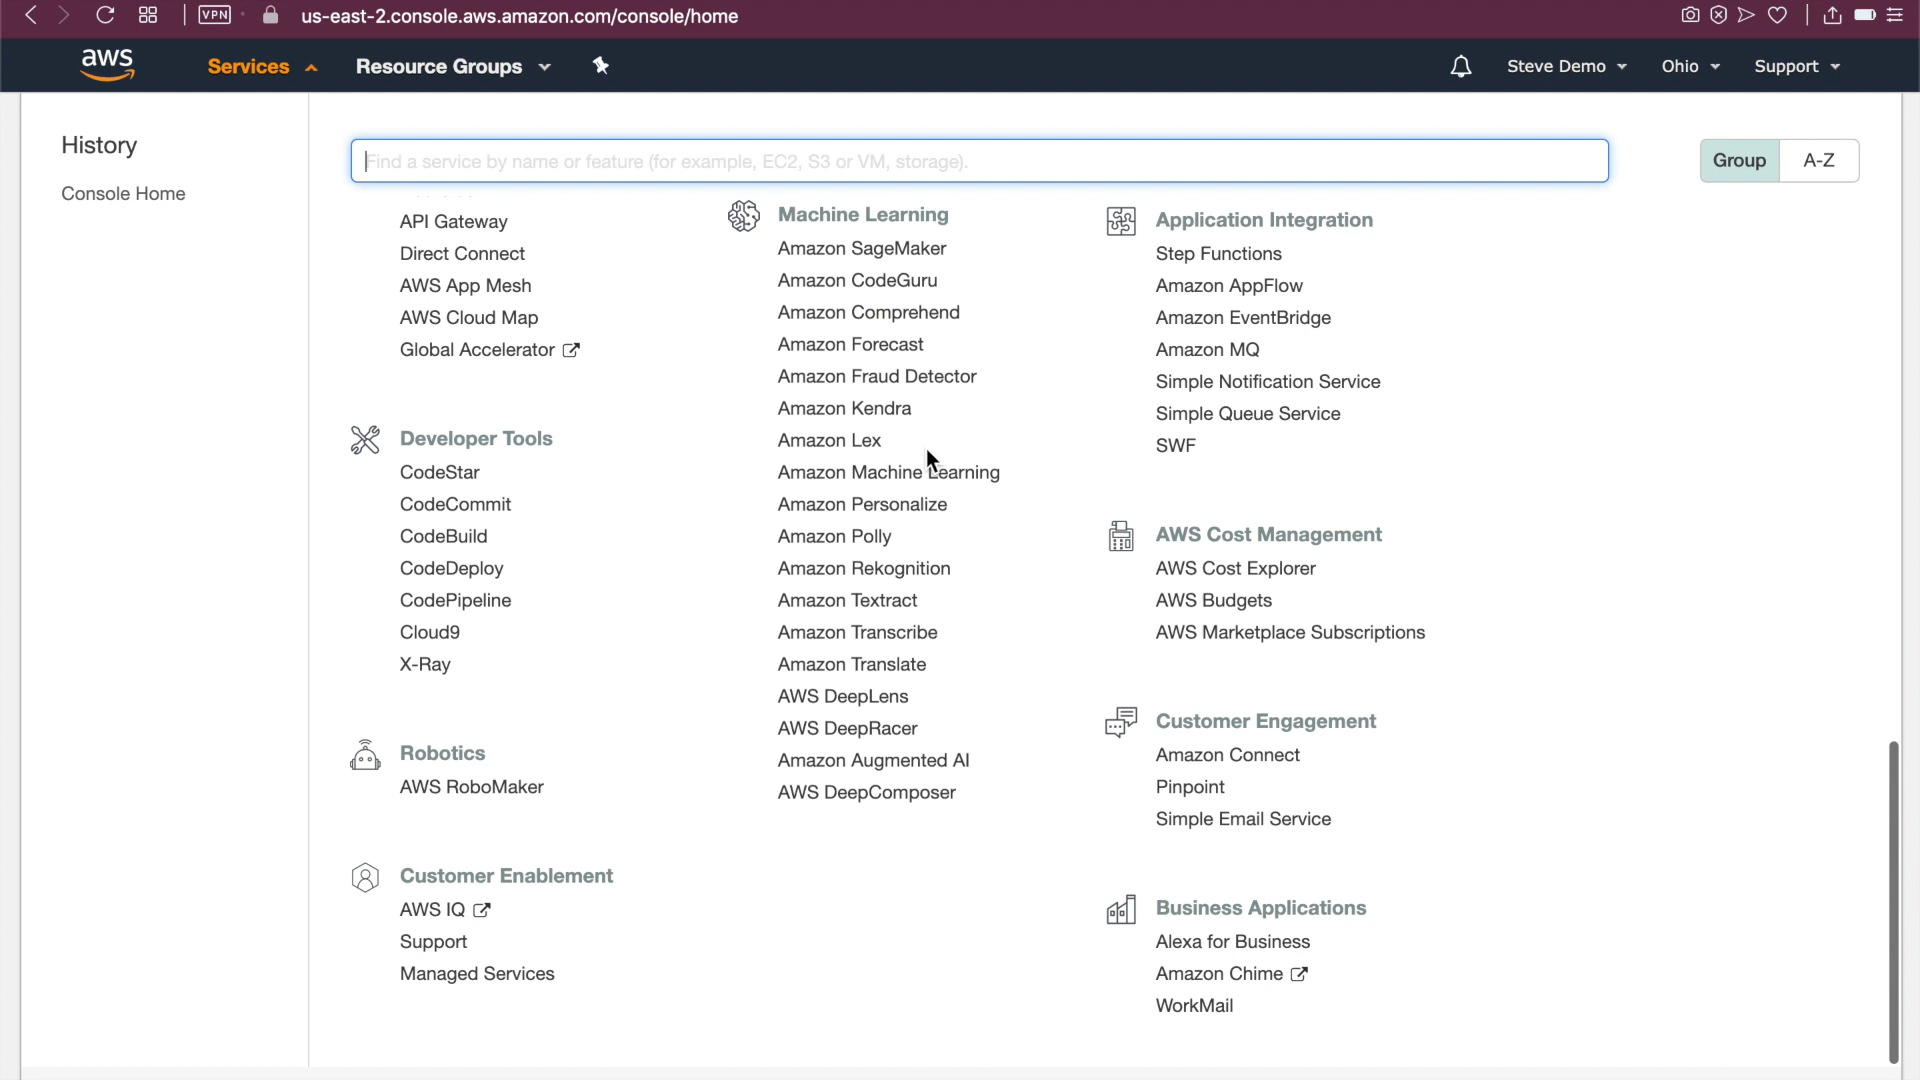 VPN
us-east-2.console.aws.amazon.com/console/home
aws
Services
Resource Groups
Steve Demo
Ohio
Support
History
Console Home
Find a service by name or feature (for example, EC2, S3 or VM, storage).
Group
A-Z
API Gateway
Direct Connect
AWS App Mesh
AWS Cloud Map
Global Accelerator
Developer Tools
CodeStar
CodeCommit
CodeBuild
CodeDeploy
CodePipeline
Cloud9
X-Ray
Robotics
AWS RoboMaker
Customer Enablement
AWS IQ
Support
Managed Services
Machine Learning
Amazon SageMaker
Amazon CodeGuru
Amazon Comprehend
Amazon Forecast
Amazon Fraud Detector
Amazon Kendra
Amazon Lex
Amazon Machine Learning
Amazon Personalize
Amazon Polly
Amazon Rekognition
Amazon Textract
Amazon Transcribe
Amazon Translate
AWS DeepLens
AWS DeepRacer
Amazon Augmented AI
AWS DeepComposer
Application Integration
Step Functions
Amazon AppFlow
Amazon EventBridge
Amazon MQ
Simple Notification Service
Simple Queue Service
SWF
AWS Cost Management
AWS Cost Explorer
AWS Budgets
AWS Marketplace Subscriptions
Customer Engagement
Amazon Connect
Pinpoint
Simple Email Service
Business Applications
Alexa for Business
Amazon Chime
WorkMail